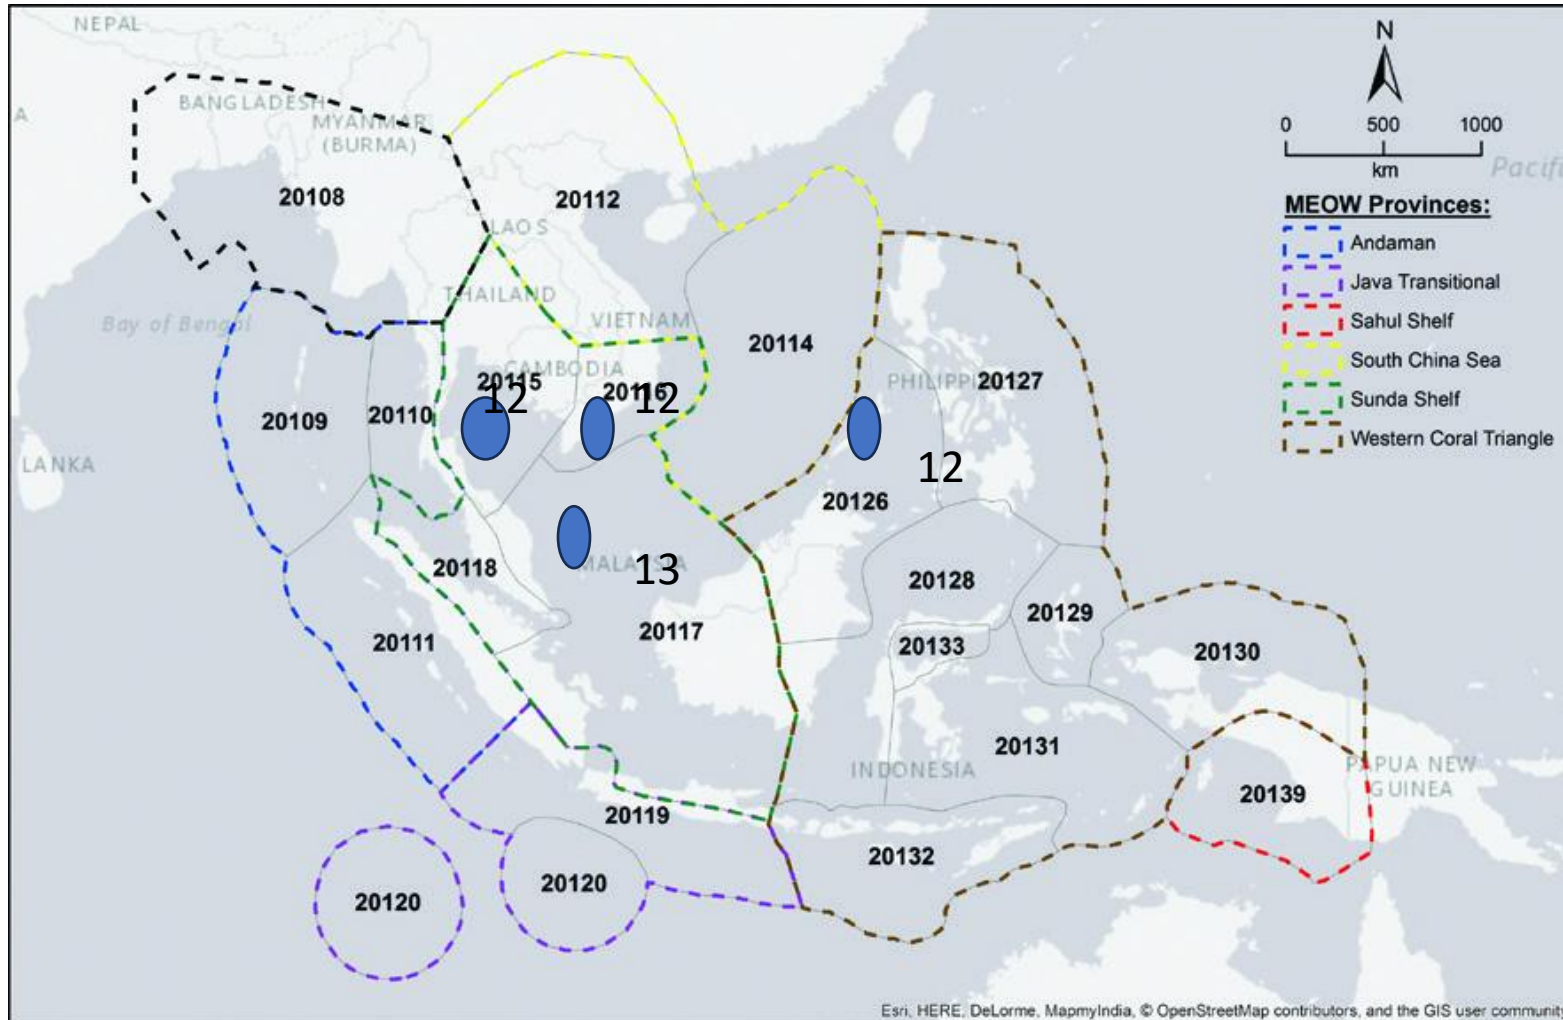 NEPAL
N
BANGLADESH
MYANMAR
(BURMA)
A
0 500 1000
km
Pacifi
20108
20112
MEOW Provinces:
LAOS
Andaman
Java Transitional
THAILAND
Sahul Shelf
Bay of Bengal
VIETNAM
20114
South China Sea
CAMBODIA
20115
20116
PHILIPPI
20127
Sunda Shelf
12
12
20109
20110
Western Coral Triangle
LANKA
12
20126
MALAYSIA
13
20118
20128
20129
20111
20117
20133
20130
20131
INDONESIA
PAPUA NEW
GUINEA
20139
20119
20132
20120
20120
Esri, HERE, DeLorme, MapmyIndia, © OpenStreetMap contributors, and the GIS user communit